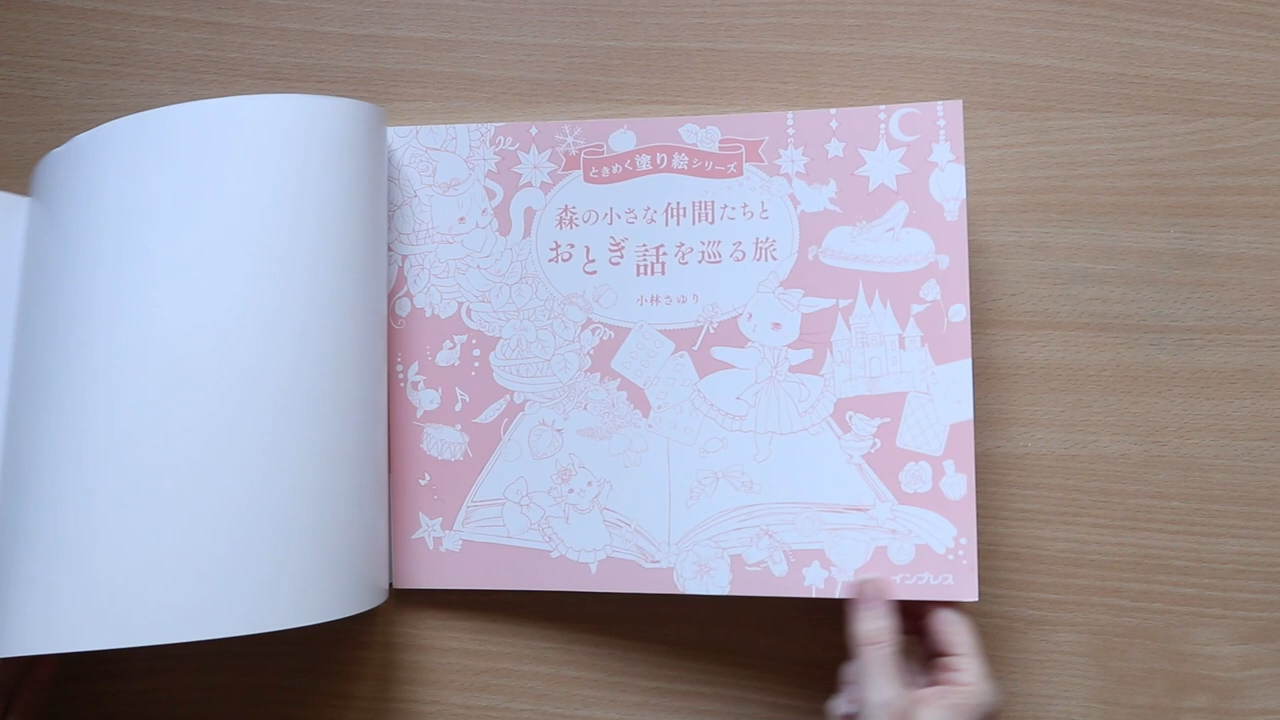 ときめく塗り絵シリーズ
森の小さな仲間たちと
おとぎ話を巡る旅
小林さゆり
インプレス